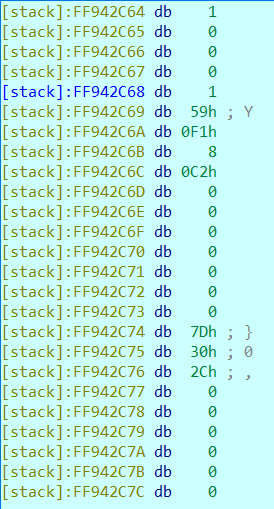 [stack]:FF942C64 db 1
[stack]:FF942C65 db 0
[stack]:FF942C66 db 0
[stack]:FF942C67 db 0
[stack]:FF942C68 db 1
[stack]:FF942C69 db 59h ; Y
[stack]:FF942C6A db 0F1h
[stack]:FF942C6B db 8
[stack]:FF942C6C db 0C2h
[stack]:FF942C6D db 0
[stack]:FF942C6E db 0
[stack]:FF942C6F db 0
[stack]:FF942C70 db 0
[stack]:FF942C71 db 0
[stack]:FF942C72 db 0
[stack]:FF942C73 db 0
[stack]:FF942C74 db 7Dh ; }
[stack]:FF942C75 db 30h ; 0
[stack]:FF942C76 db 2Ch ; ,
[stack]:FF942C77 db 0
[stack]:FF942C78 db 0
[stack]:FF942C79 db 0
[stack]:FF942C7A db 0
[stack]:FF942C7B db 0
[stack]:FF942C7C db 0